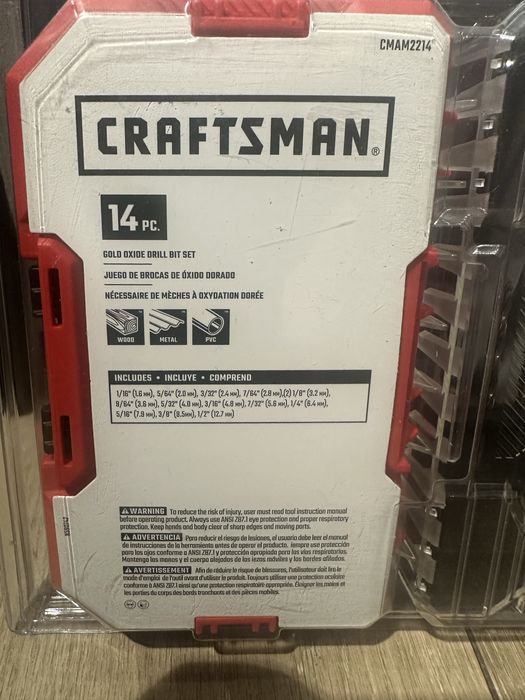 CMAM2214
CRAFTSMAN®
14 PC.
GOLD OXIDE DRILL BIT SET
JUEGO DE BROCAS DE ÓXIDO DORADO
NÉCESSAIRE DE MÈCHES À OXYDATION DORÉE
WOOD METAL PVC
INCLUDES • INCLUYE • COMPREND
1/16" (1.6 MM), 5/64" (2.0 MM), 3/32" (2.4 MM), 7/64" (2.8 MM),(2) 1/8" (3.2 MM),
9/64" (3.6 MM), 5/32" (4.0 MM), 3/16" (4.8 MM), 7/32" (5.6 MM), 1/4" (6.4 MM),
5/16" (7.9 MM), 3/8" (9.5MM), 1/2" (12.7 MM)
WARNING To reduce the risk of injury, user must read tool instruction manual
before operating product. Always use ANSI Z87.1 eye protection and proper respiratory
protection. Keep hands and body clear of sharp edges and moving parts.
ADVERTENCIA Para reducir el riesgo de lesiones, el usuario debe leer el manual
de instrucciones de la herramienta antes de operar el producto. Iempre use protección
para los ojos conforme a ANSI Z87.1 y protección apropiada para las vías respiratorias.
Mantenga las manos y el cuerpo alejados de las zonas móviles y los bordes afilados.
AVERTISSEMENT Afin de réduire le risque de blessures, l'utilisateur doit lire le
mode d'emploi de l'outil avant d'utiliser le produit. Toujours utiliser une protection oculaire
conforme à ANSI Z87.1 ainsi qu'une protection respiratoire appropriée. Éloigner les mains et
les parties du corps des bords tranchants et des pièces mobiles.